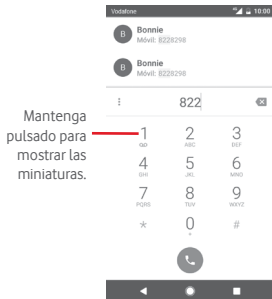 Vodafone 10:00
B Bonnie
Móvil: 8228298
B Bonnie
Móvil: 8228298
822
Mantenga
pulsado para
mostrar las
miniaturas.
1 2 ABC 3 DEF
4 GHI 5 JKL 6 MNO
7 PQRS 8 TUV 9 WXYZ
* 0 #